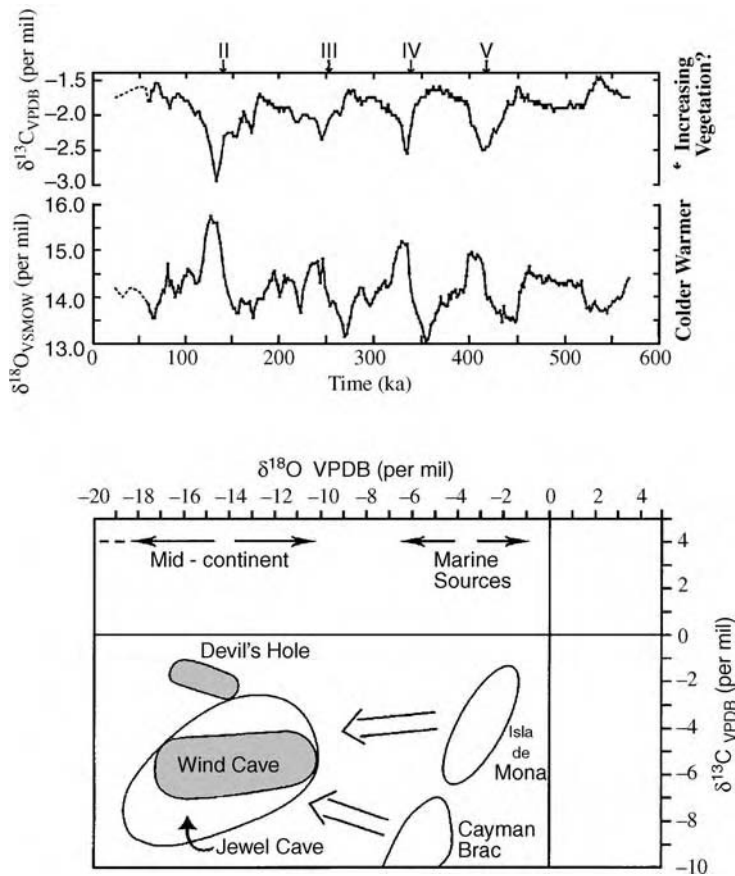 II III IV V
δ13CVPDB (per mil)
−1.5
−2.0
−2.5
−3.0
* Increasing
Vegetation?
δ18OVSMOW (per mil)
16.0
15.0
14.0
13.0
Colder Warmer
0 100 200 300 400 500 600
Time (ka)
δ18O VPDB (per mil)
−20 −18 −16 −14 −12 −10 −8 −6 −4 −2 0 2 4
Mid - continent
Marine
Sources
Devil's Hole
Wind Cave
Jewel Cave
Isla
de
Mona
Cayman
Brac
4
2
0
−2
−4
−6
−8
−10
δ13C VPDB (per mil)